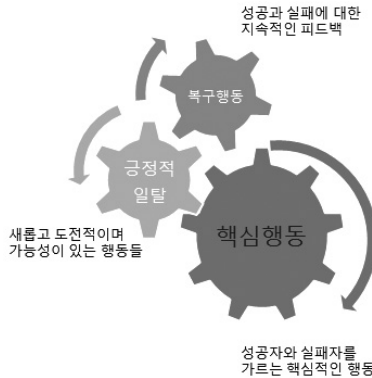 성공과 실패에 대한
지속적인 피드백
복구행동
긍정적
일탈
새롭고 도전적이며
가능성이 있는 행동들
핵심행동
성공자와 실패자를
가르는 핵심적인 행동